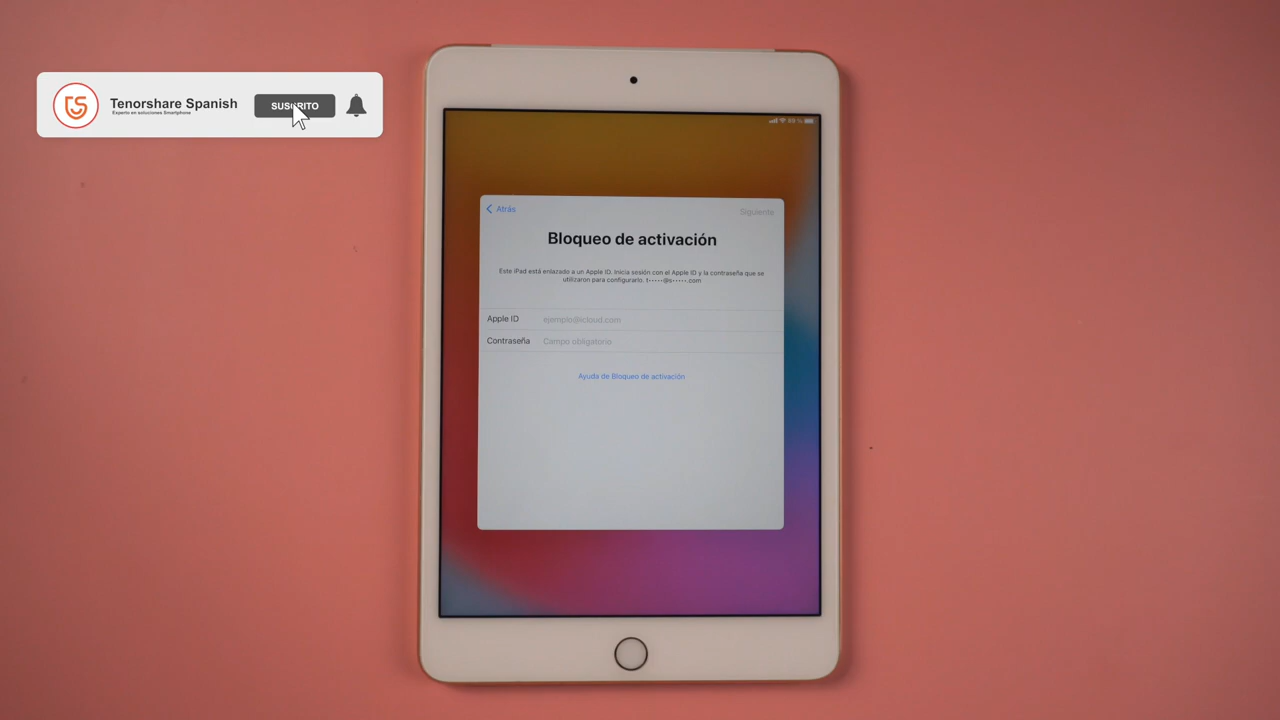 Tenorshare Spanish
Experto en soluciones Smartphone
SUSCRITO
89 %
Atrás
Siguiente
Bloqueo de activación
Este iPad está enlazado a un Apple ID. Inicia sesión con el Apple ID y la contraseña que se
utilizaron para configurarlo. t•••••@s•••••.com
Apple ID ejemplo@icloud.com
Contraseña Campo obligatorio
Ayuda de Bloqueo de activación